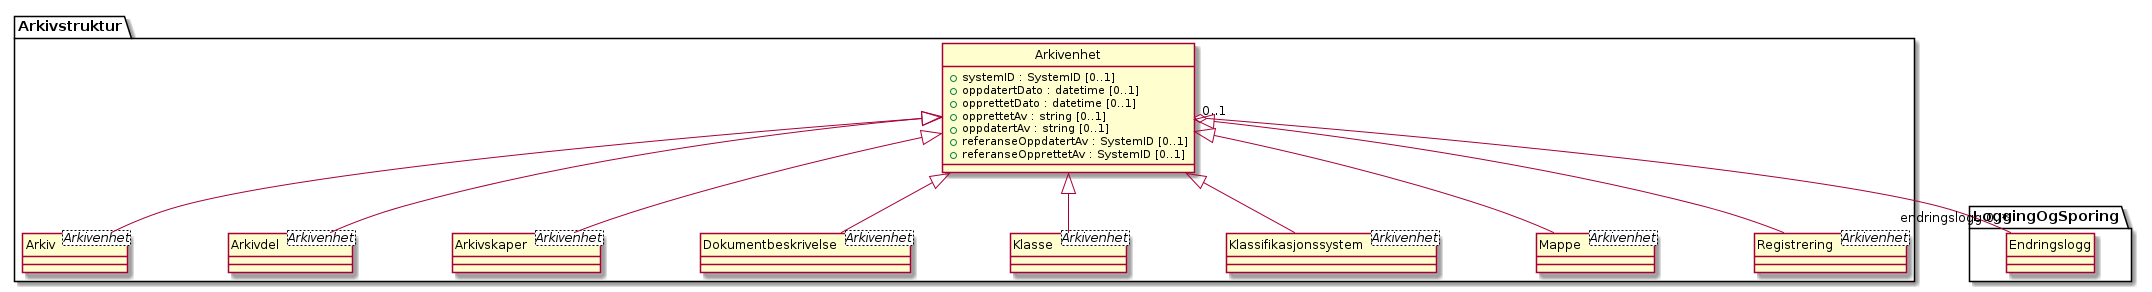 Arkivstruktur
Arkivenhet
systemID : SystemID [0..1]
oppdatertDato : datetime [0..1]
opprettetDato : datetime [0..1]
opprettetAv : string [0..1]
oppdatertAv : string [0..1]
referanseOppdatertAv : SystemID [0..1]
referanseOpprettetAv : SystemID [0..1]
0..1
Arkiv Arkivenhet
Arkivdel Arkivenhet
Arkivskaper Arkivenhet
Dokumentbeskrivelse Arkivenhet
Klasse Arkivenhet
Klassifikasjonssystem Arkivenhet
Mappe Arkivenhet
Registrering Arkivenhet
LoggingOgSporing
endringslogg 0..*
Endringslogg